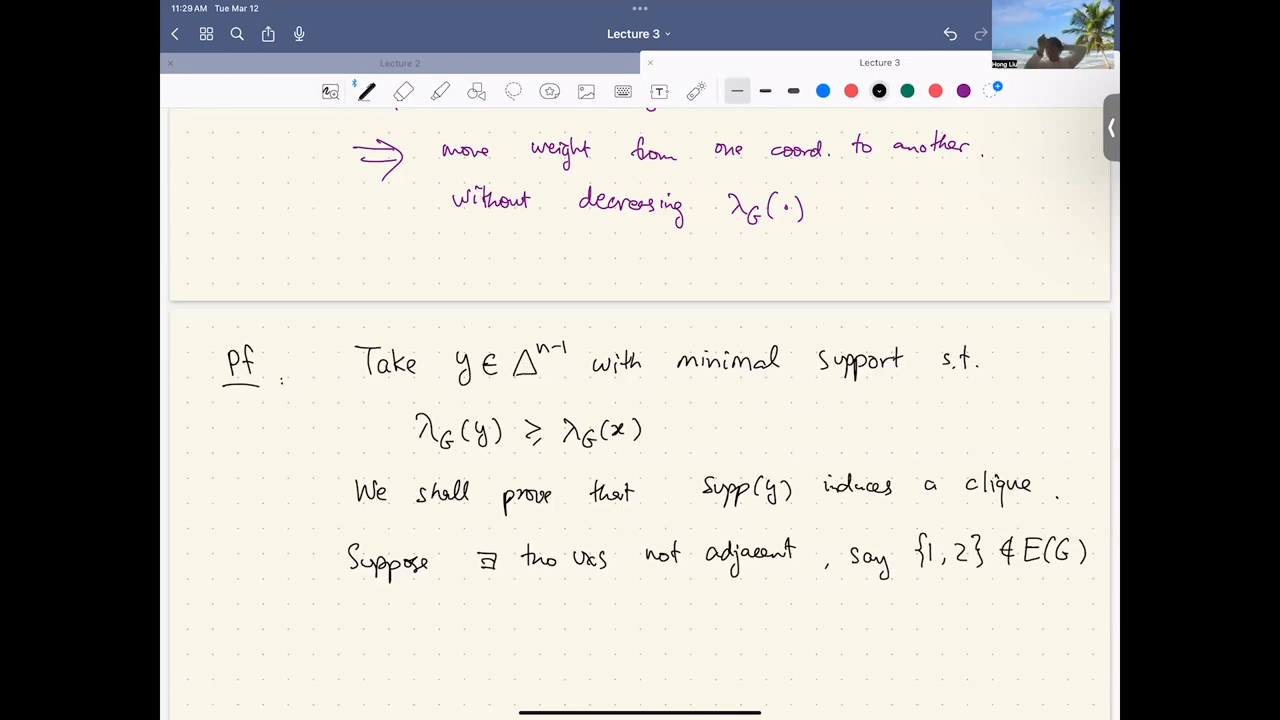 11:29 AM Tue Mar 12
Lecture 3
Hong Liu
Lecture 2
Lecture 3
⇒ move weight from one coord. to another.
without decreasing λ_G(·)
Pf : Take y ∈ Δ^{n-1} with minimal support s.t.
λ_G(y) ⩾ λ_G(x)
We shall prove that supp(y) induces a clique.
Suppose ∃ two vxs not adjacent, say {1,2} ∉ E(G)